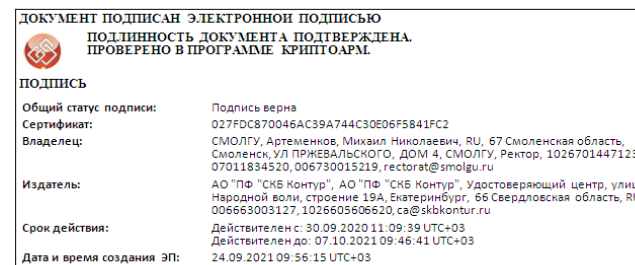 ДОКУМЕНТ ПОДПИСАН ЭЛЕКТРОННОЙ ПОДПИСЬЮ
ПОДЛИННОСТЬ ДОКУМЕНТА ПОДТВЕРЖДЕНА.
ПРОВЕРЕНО В ПРОГРАММЕ КРИПТОАРМ.
ПОДПИСЬ
Общий статус подписи: Подпись верна
Сертификат: 027FDC870046AC39A744C30E06F5841FC2
Владелец: СМОЛГУ, Артеменков, Михаил Николаевич, RU, 67 Смоленская область,
Смоленск, УЛ ПРЖЕВАЛЬСКОГО, ДОМ 4, СМОЛГУ, Ректор, 1026701447123
07011834520, 006730015219, rectorat@smolgu.ru
Издатель: АО "ПФ "СКБ Контур", АО "ПФ "СКБ Контур", Удостоверяющий центр, улиц
Народной воли, строение 19А, Екатеринбург, 66 Свердловская область, RU
006663003127, 1026605606620, ca@skbkontur.ru
Срок действия: Действителен с: 30.09.2020 11:09:39 UTC+03
Действителен до: 07.10.2021 09:46:41 UTC+03
Дата и время создания ЭП: 24.09.2021 09:56:15 UTC+03